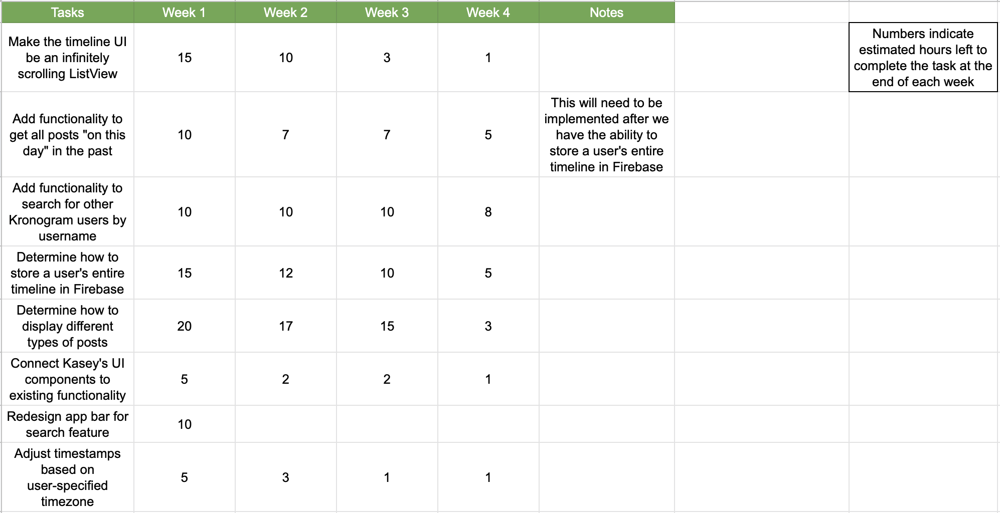 Tasks Week 1 Week 2 Week 3 Week 4 Notes
Make the timeline UI
be an infinitely
scrolling ListView
15 10 3 1
Numbers indicate
estimated hours left to
complete the task at the
end of each week
Add functionality to
get all posts "on this
day" in the past
10 7 7 5
This will need to be
implemented after we
have the ability to
store a user's entire
timeline in Firebase
Add functionality to
search for other
Kronogram users by
username
10 10 10 8
Determine how to
store a user's entire
timeline in Firebase
15 12 10 5
Determine how to
display different
types of posts
20 17 15 3
Connect Kasey's UI
components to
existing functionality
5 2 2 1
Redesign app bar for
search feature
10
Adjust timestamps
based on
user-specified
timezone
5 3 1 1